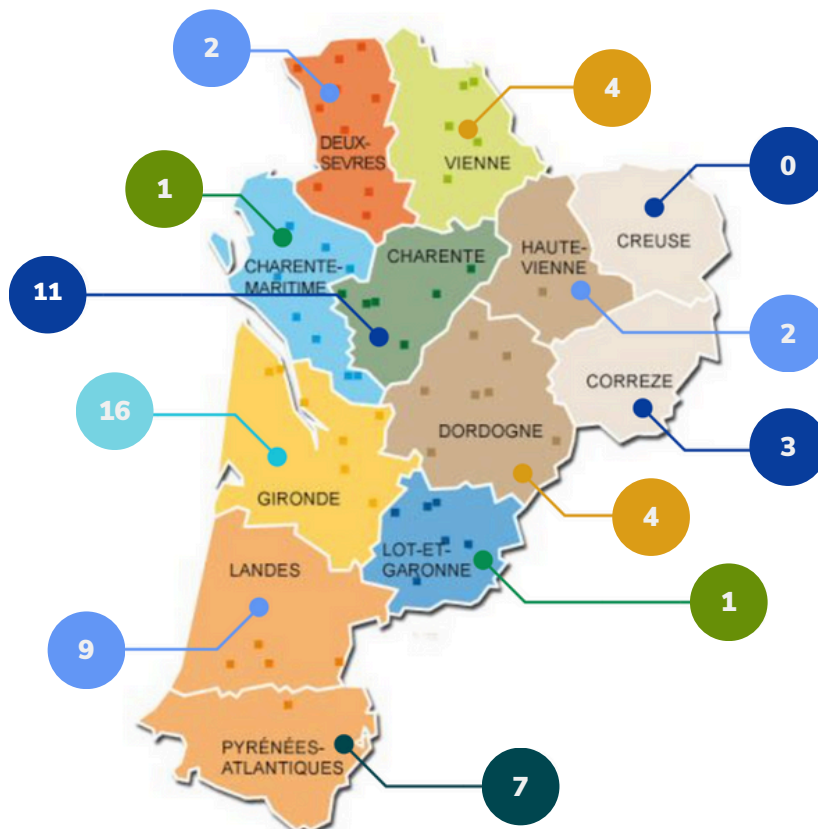 2
4
DEUX-
SEVRES
VIENNE
0
1
CREUSE
CHARENTE
HAUTE-
VIENNE
CHARENTE-
MARITIME
11
2
CORREZE
16
DORDOGNE
3
GIRONDE
4
LOT-ET-
GARONNE
LANDES
1
9
PYRÉNÉES-
ATLANTIQUES
7